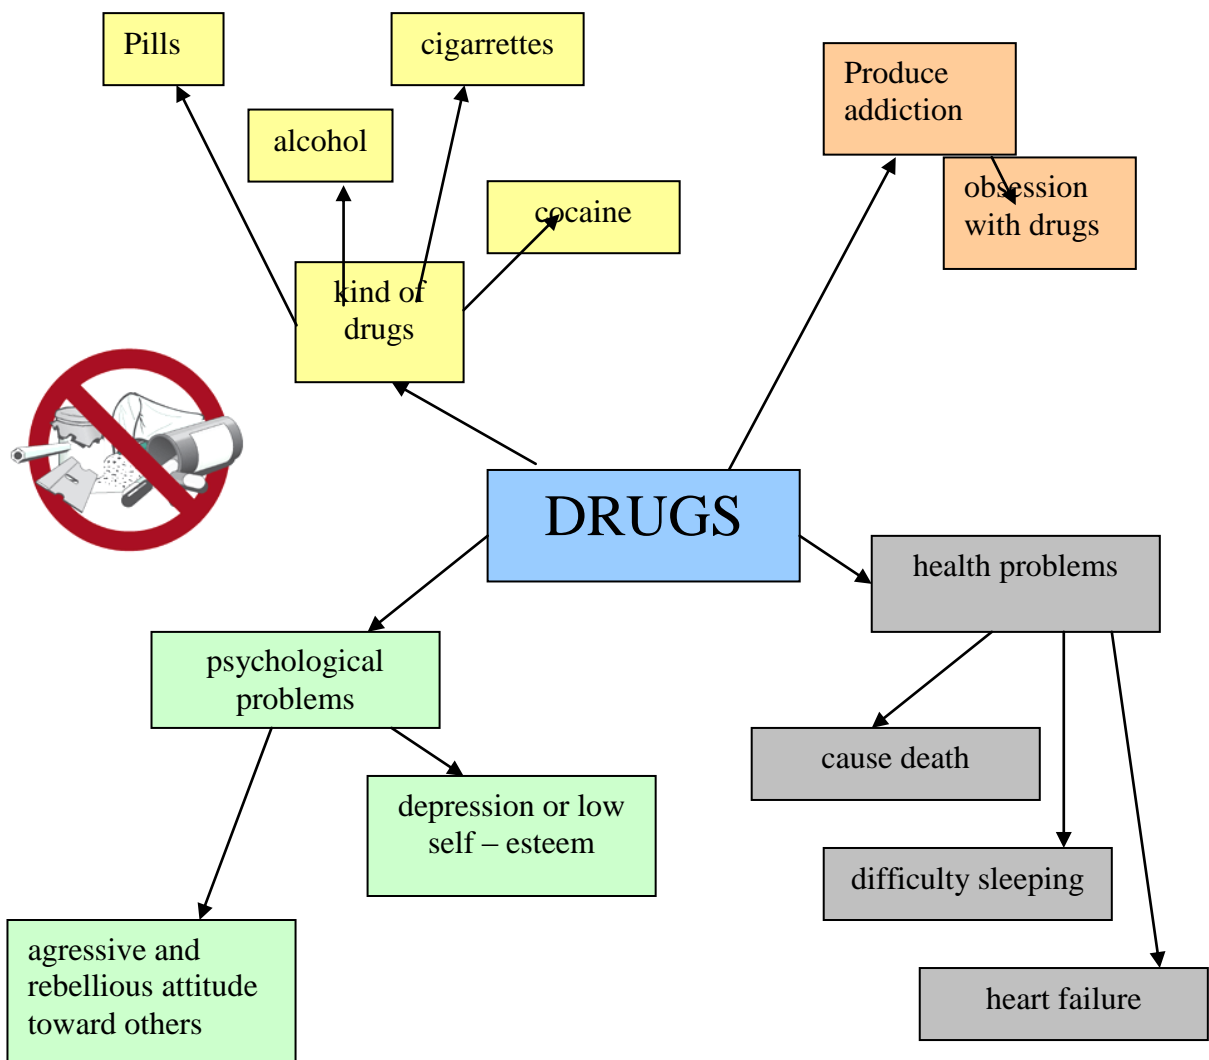 Pills
cigarrettes
alcohol
cocaine
kind of
drugs
Produce
addiction
obsession
with drugs
DRUGS
health problems
psychological
problems
cause death
depression or low
self – esteem
difficulty sleeping
agressive and
rebellious attitude
toward others
heart failure